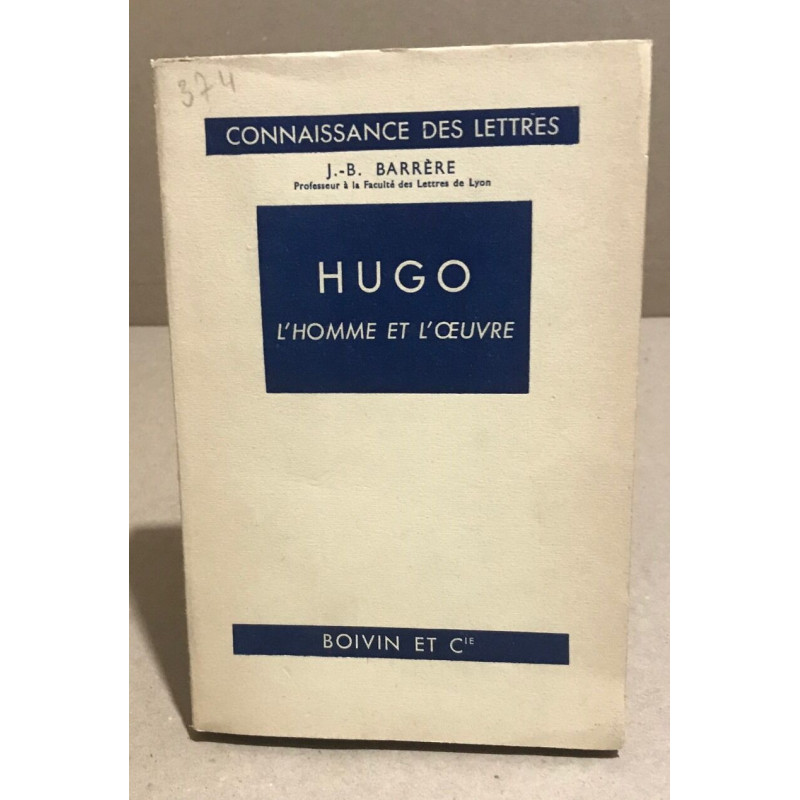 374
CONNAISSANCE DES LETTRES
J.-B. BARRÈRE
Professeur à la Faculté des Lettres de Lyon
HUGO
L'HOMME ET L'ŒUVRE
BOIVIN ET CIE